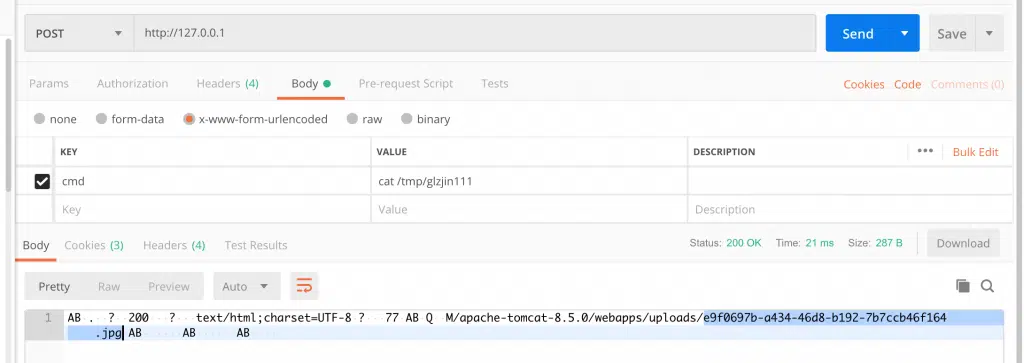 POST http://127.0.0.1 Send Save
Params Authorization Headers (4) Body Pre-request Script Tests Cookies Code Comments (0)
none form-data x-www-form-urlencoded raw binary
KEY VALUE DESCRIPTION ••• Bulk Edit
cmd cat /tmp/glzjin111
Key Value Description
Body Cookies (3) Headers (4) Test Results Status: 200 OK Time: 21 ms Size: 287 B Download
Pretty Raw Preview Auto
1 AB . ? 200 ? text/html;charset=UTF-8 ? 77 AB Q M/apache-tomcat-8.5.0/webapps/uploads/e9f0697b-a434-46d8-b192-7b7ccb46f164
.jpg AB AB AB